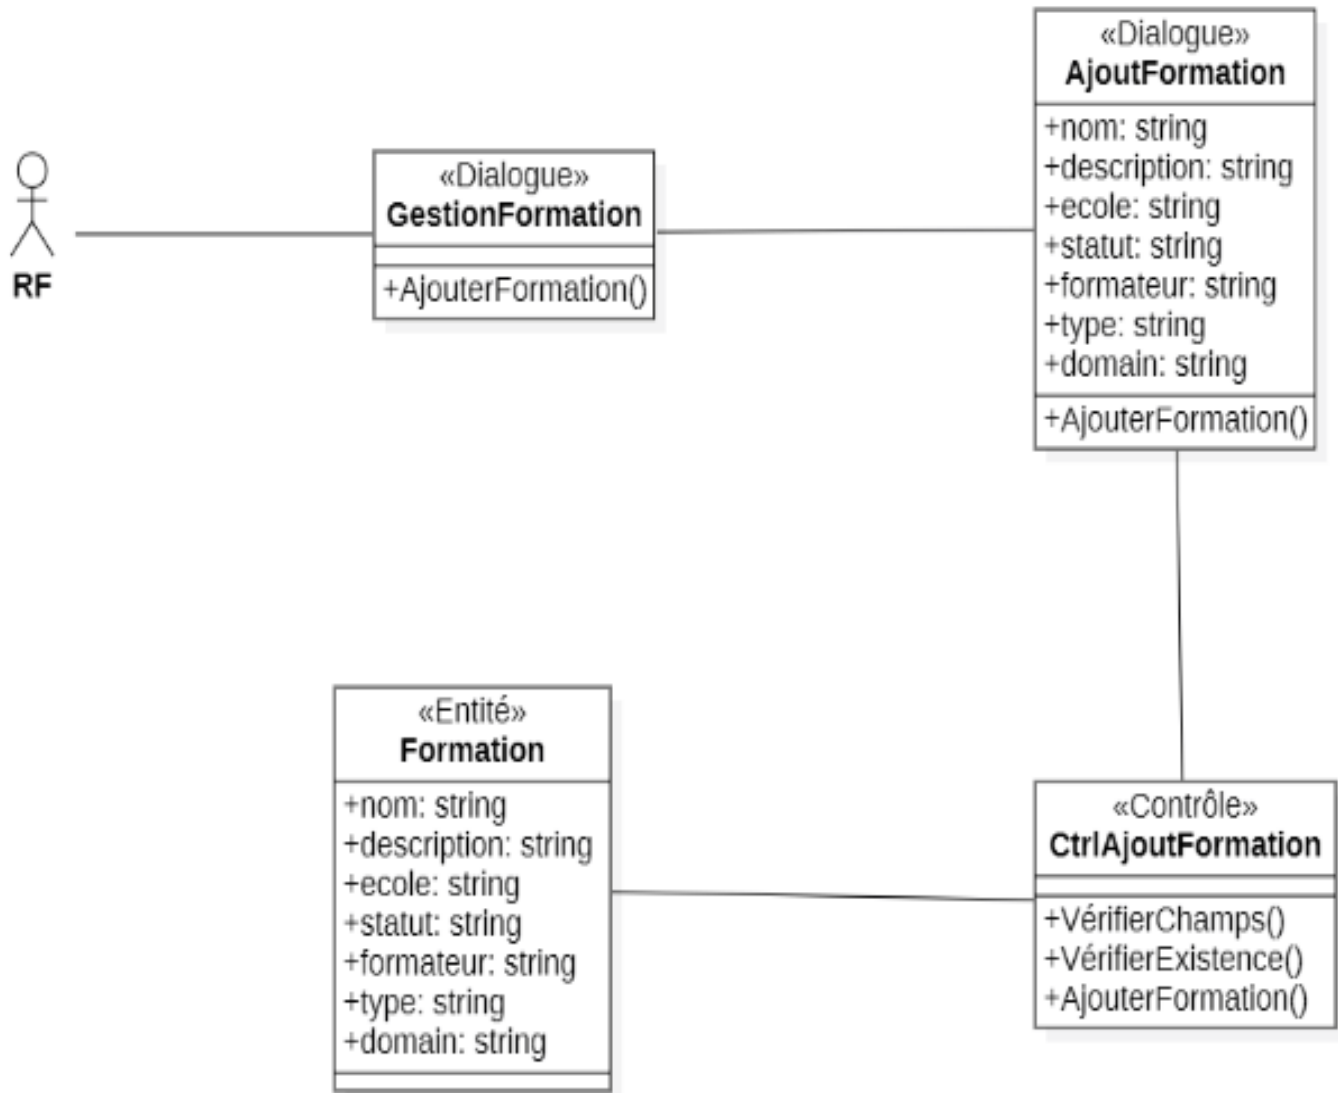 RF
«Dialogue»
GestionFormation
+AjouterFormation()
«Dialogue»
AjoutFormation
+nom: string
+description: string
+ecole: string
+statut: string
+formateur: string
+type: string
+domain: string
+AjouterFormation()
«Entité»
Formation
+nom: string
+description: string
+ecole: string
+statut: string
+formateur: string
+type: string
+domain: string
«Contrôle»
CtrlAjoutFormation
+VérifierChamps()
+VérifierExistence()
+AjouterFormation()